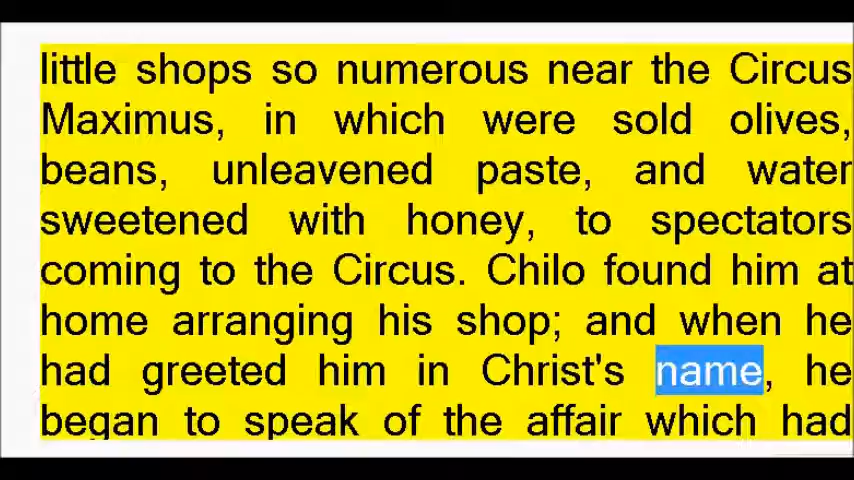 little shops so numerous near the Circus
Maximus, in which were sold olives,
beans, unleavened paste, and water
sweetened with honey, to spectators
coming to the Circus. Chilo found him at
home arranging his shop; and when he
had greeted him in Christ's name, he
began to speak of the affair which had